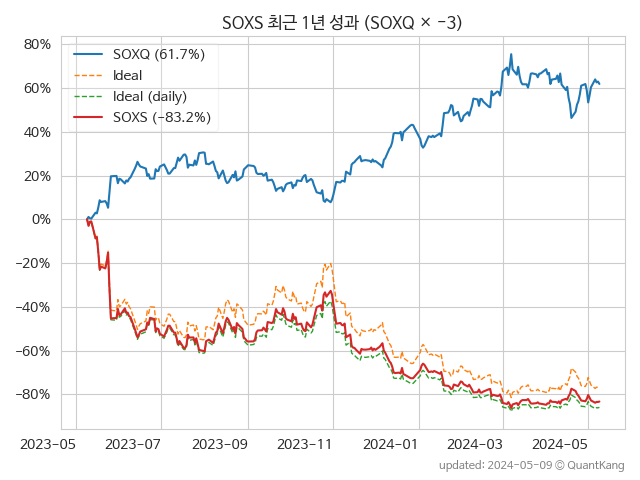 SOXS 최근 1년 성과 (SOXQ × −3)
SOXQ (61.7%)
Ideal
Ideal (daily)
SOXS (−83.2%)
80%
60%
40%
20%
0%
−20%
−40%
−60%
−80%
2023-05
2023-07
2023-09
2023-11
2024-01
2024-03
2024-05
updated: 2024-05-09 © QuantKang